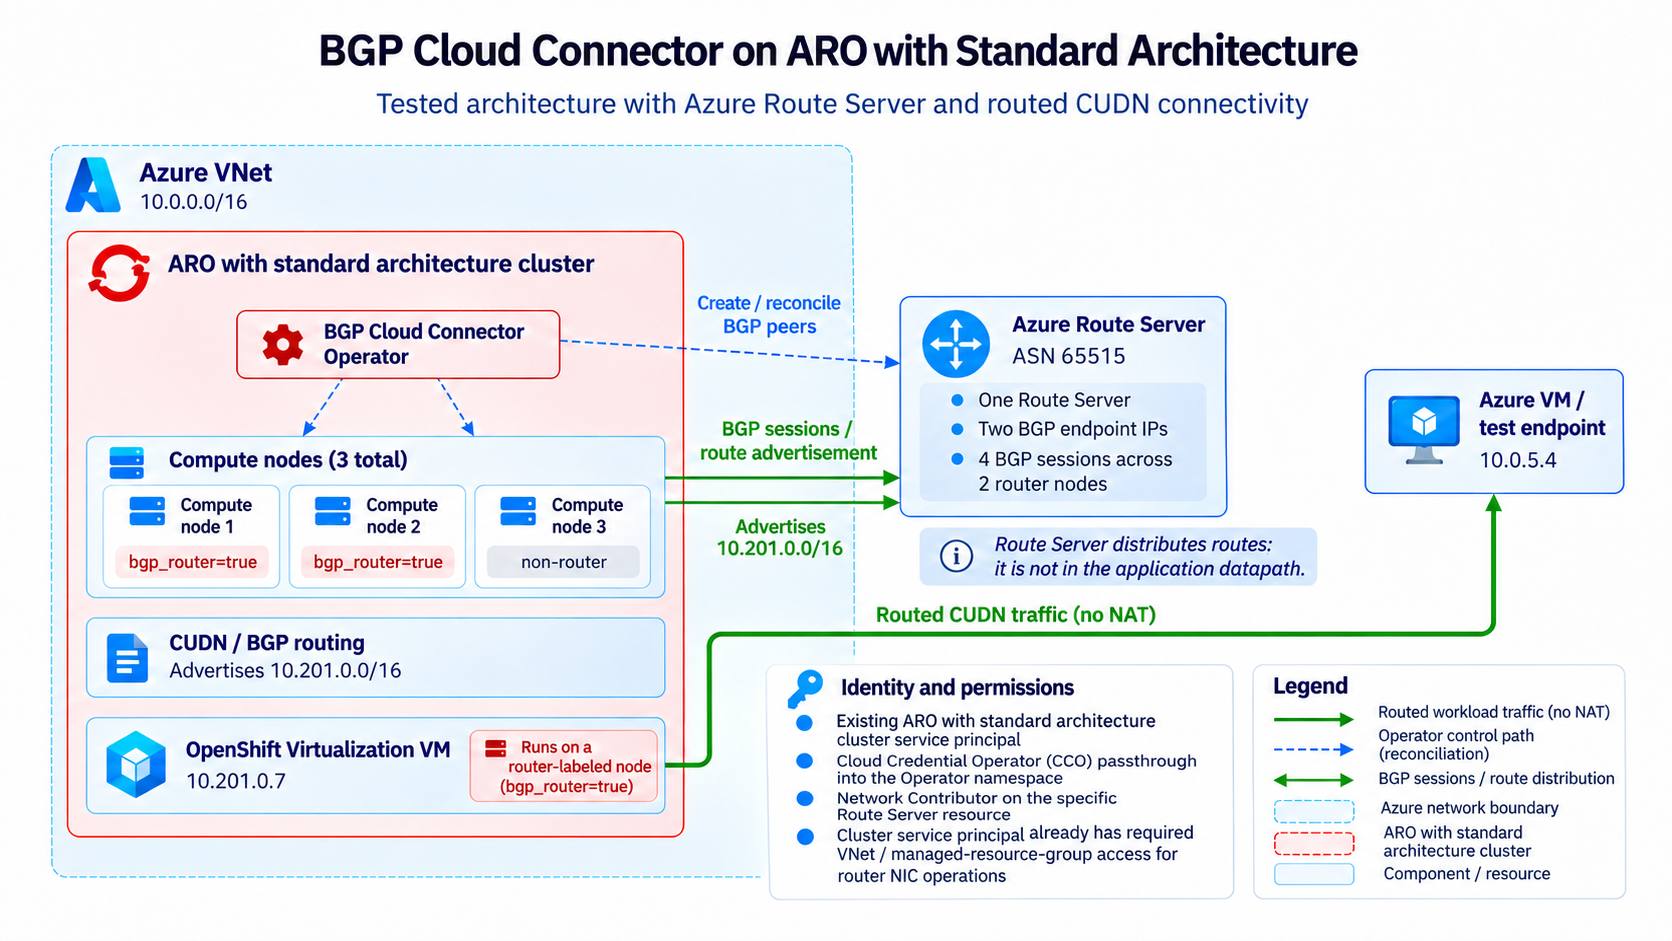 BGP Cloud Connector on ARO with Standard Architecture
Tested architecture with Azure Route Server and routed CUDN connectivity
Azure VNet
10.0.0.0/16
ARO with standard architecture cluster
BGP Cloud Connector
Operator
Create / reconcile
BGP peers
Compute nodes (3 total)
Compute
node 1
bgp_router=true
Compute
node 2
bgp_router=true
Compute
node 3
non-router
BGP sessions /
route advertisement
Advertises
10.201.0.0/16
Azure Route Server
ASN 65515
One Route Server
Two BGP endpoint IPs
4 BGP sessions across
2 router nodes
Route Server distributes routes:
it is not in the application datapath.
Azure VM /
test endpoint
10.0.5.4
Routed CUDN traffic (no NAT)
CUDN / BGP routing
Advertises 10.201.0.0/16
OpenShift Virtualization VM
10.201.0.7
Runs on a
router-labeled node
(bgp_router=true)
Identity and permissions
Existing ARO with standard architecture
cluster service principal
Cloud Credential Operator (CCO) passthrough
into the Operator namespace
Network Contributor on the specific
Route Server resource
Cluster service principal already has required
VNet / managed-resource-group access for
router NIC operations
Legend
Routed workload traffic (no NAT)
Operator control path
(reconciliation)
BGP sessions / route distribution
Azure network boundary
ARO with standard
architecture cluster
Component / resource